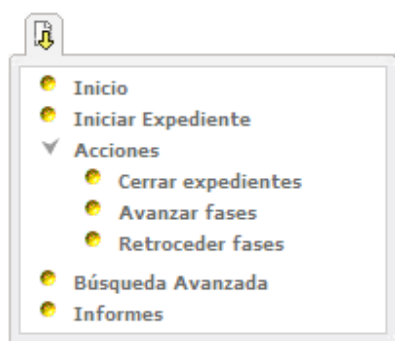 Inicio
Iniciar Expediente
Acciones
Cerrar expedientes
Avanzar fases
Retroceder fases
Búsqueda Avanzada
Informes